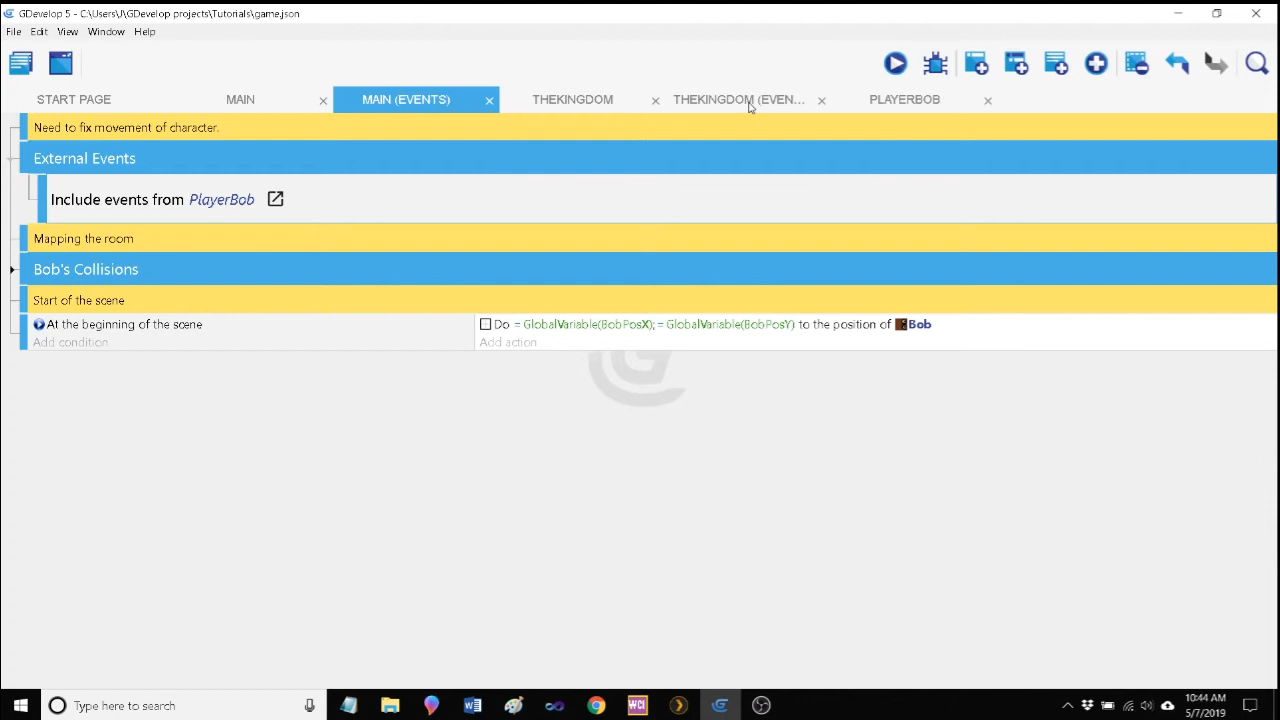 GDevelop 5 - C:\Users\J\GDevelop projects\Tutorials\game.json
File Edit View Window Help
START PAGE MAIN MAIN (EVENTS) THEKINGDOM THEKINGDOM (EVEN... PLAYERBOB
Need to fix movement of character.
External Events
Include events from PlayerBob
Mapping the room
Bob's Collisions
Start of the scene
At the beginning of the scene Do = GlobalVariable(BobPosX); = GlobalVariable(BobPosY) to the position of Bob
Add condition Add action
Type here to search
WCI
10:44 AM
5/7/2019